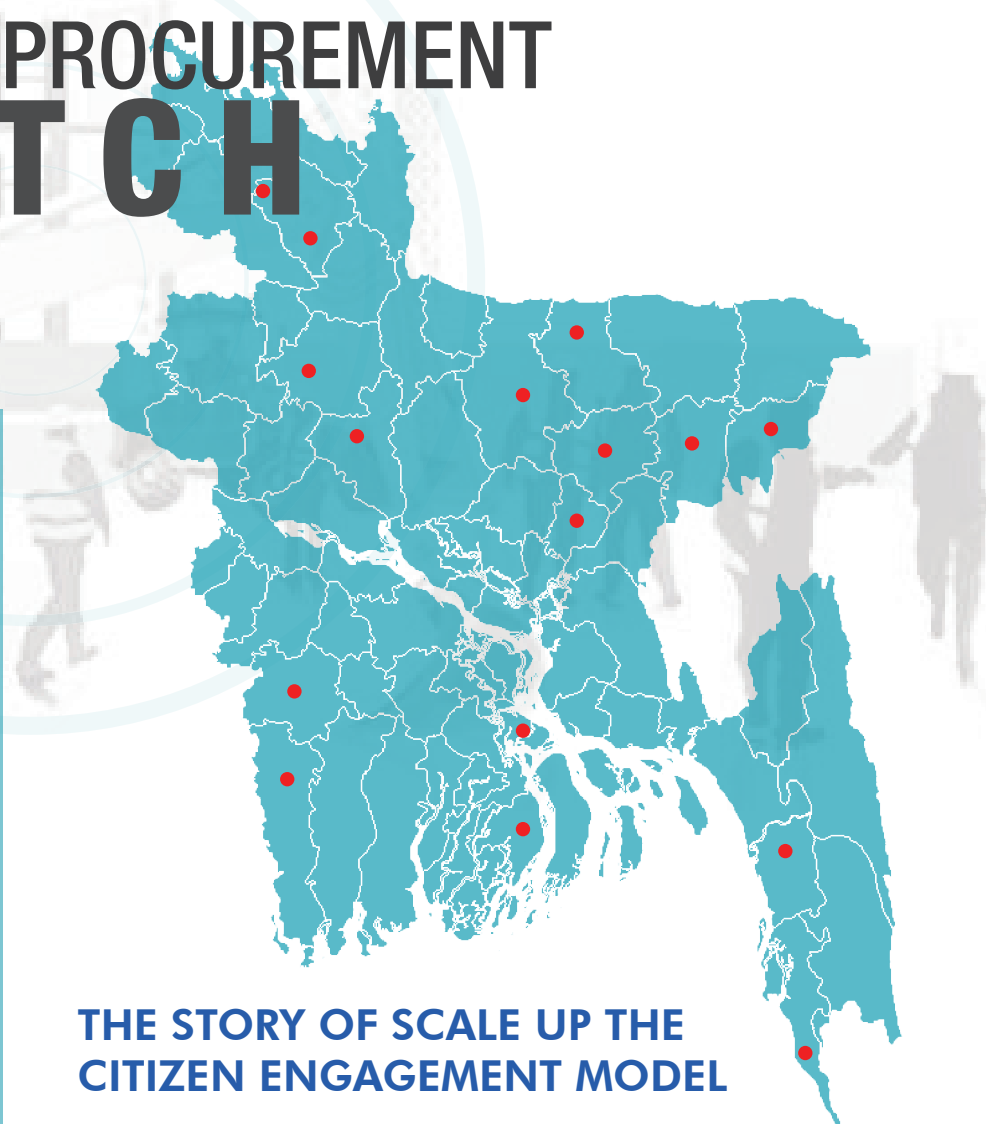 PROCUREMENT
TCH
THE STORY OF SCALE UP THE
CITIZEN ENGAGEMENT MODEL